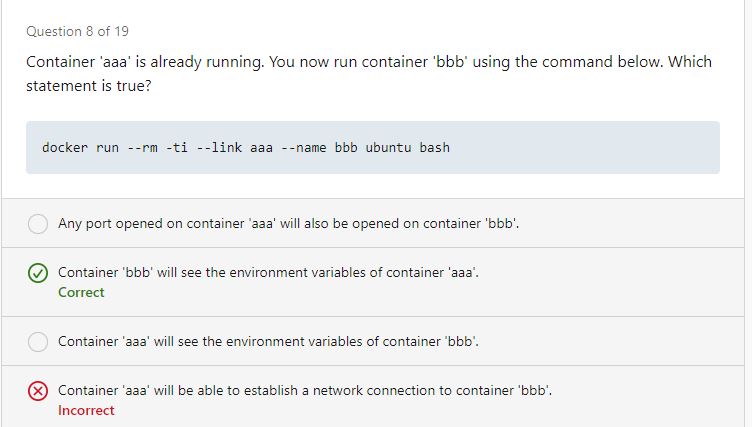 Question 8 of 19
Container 'aaa' is already running. You now run container 'bbb' using the command below. Which
statement is true?
docker run --rm -ti --link aaa --name bbb ubuntu bash
Any port opened on container 'aaa' will also be opened on container 'bbb'.
Container 'bbb' will see the environment variables of container 'aaa'.
Correct
Container 'aaa' will see the environment variables of container 'bbb'.
Container 'aaa' will be able to establish a network connection to container 'bbb'.
Incorrect